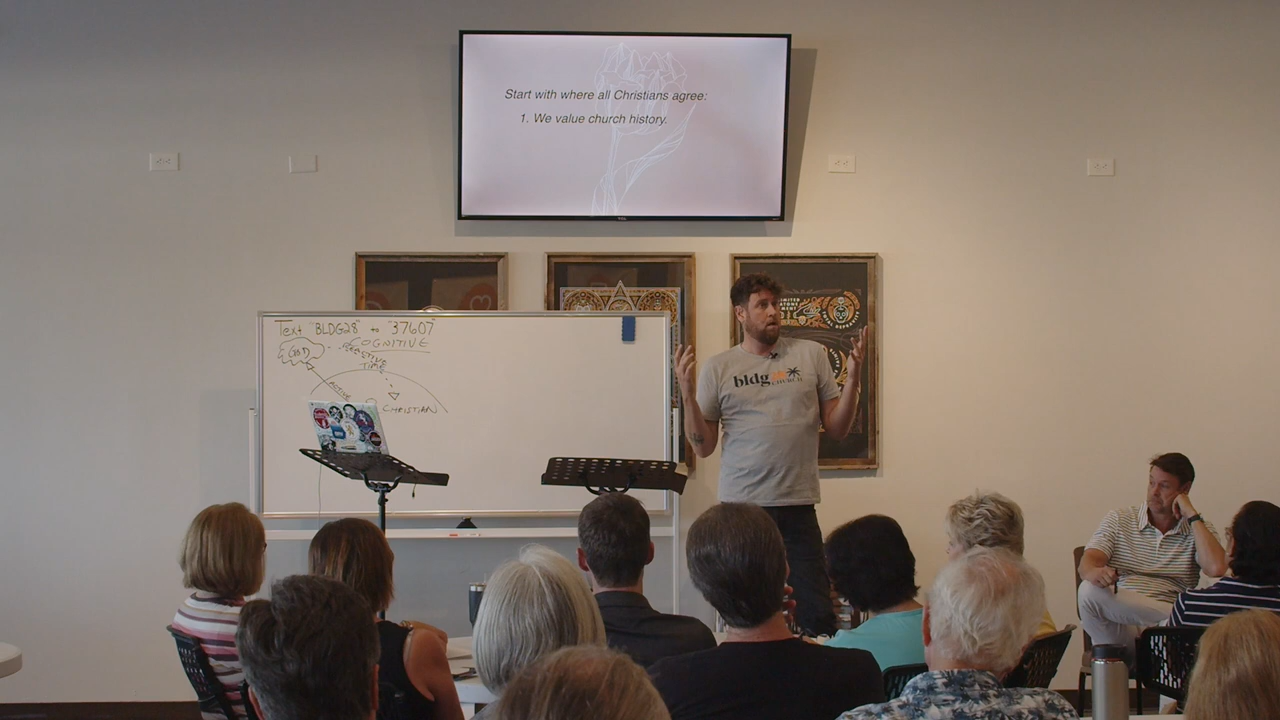 Start with where all Christians agree:
1. We value church history.
Text "BLDG28" to "37607"
COGNITIVE
GOD
TIME
ACTIVE
CHRISTIAN
bldg
CHURCH